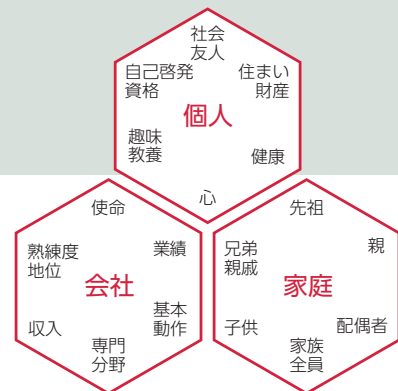 社会
友人
自己啓発
資格
住まい
財産
個人
趣味
教養
健康
心
使命
熟練度
地位
業績
会社
収入
基本
動作
専門
分野
先祖
兄弟
親戚
親
家庭
子供
配偶者
家族
全員